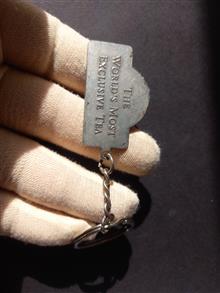 THE
WORLD'S MOST
EXCLUSIVE TEA